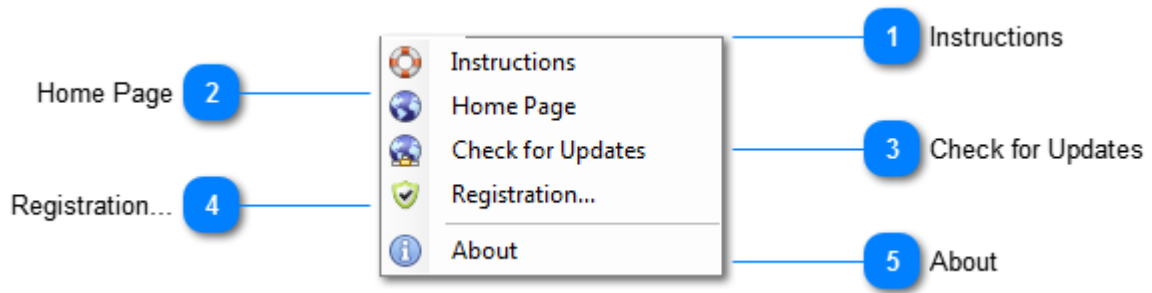 1 Instructions
Instructions
Home Page 2
Home Page
Check for Updates
3 Check for Updates
Registration...
Registration... 4
About
5 About